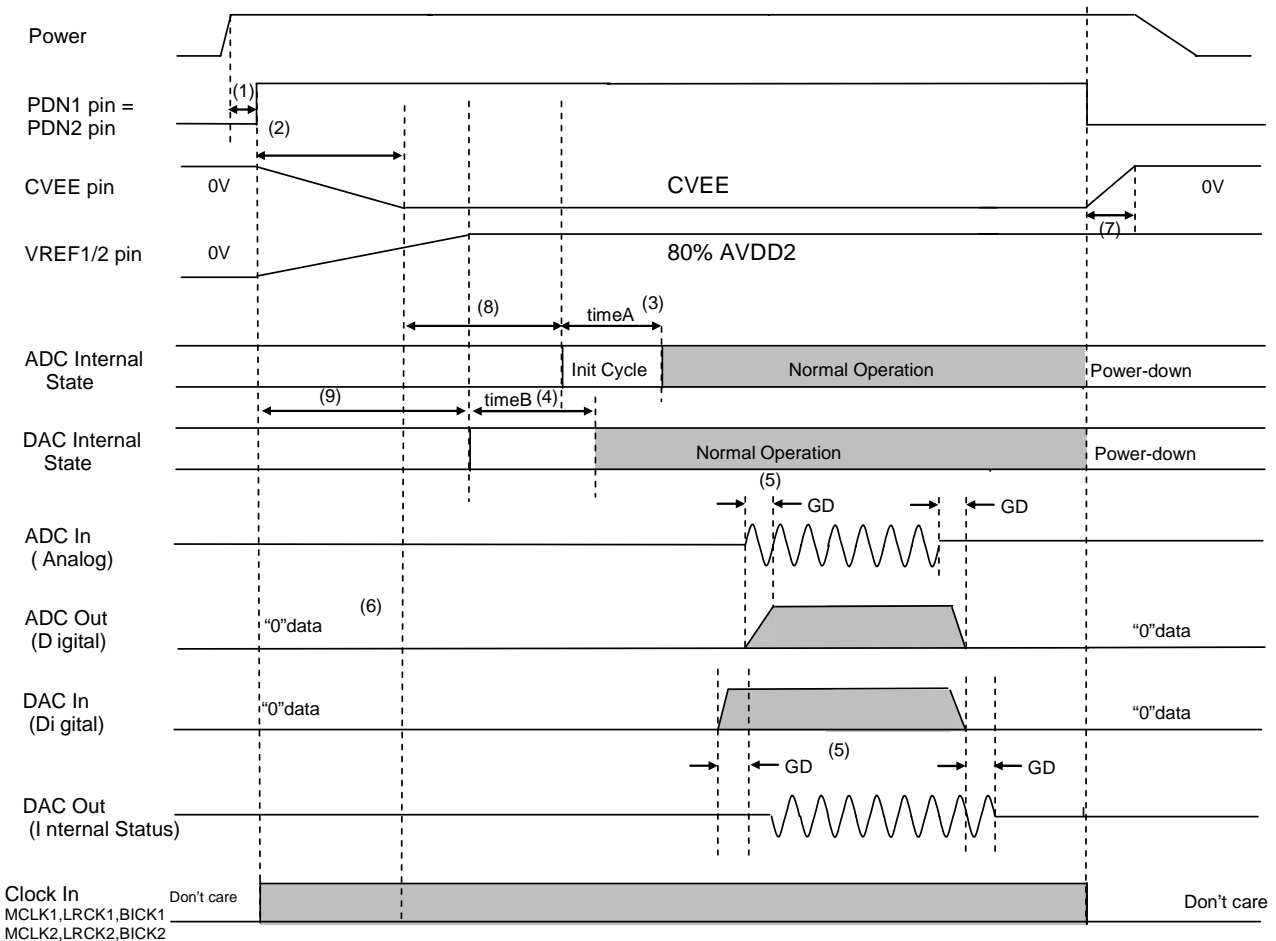 Power
(1)
PDN1 pin =
PDN2 pin
(2)
CVEE pin
0V
CVEE
0V
(7)
VREF1/2 pin
0V
80% AVDD2
(8)
timeA
(3)
ADC Internal
State
Init Cycle
Normal Operation
Power-down
(9)
timeB
(4)
DAC Internal
State
Normal Operation
Power-down
(5)
GD
GD
ADC In
( Analog)
(6)
ADC Out
(D igital)
“0”data
“0”data
DAC In
(Di gital)
“0”data
“0”data
(5)
GD
GD
DAC Out
(I nternal Status)
Clock In
MCLK1,LRCK1,BICK1
MCLK2,LRCK2,BICK2
Don't care
Don't care